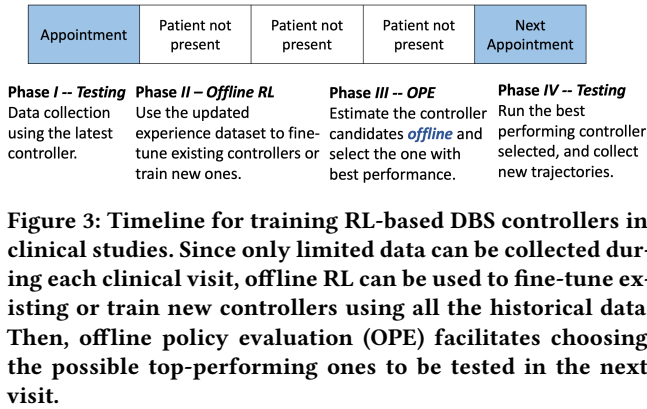 Appointment
Patient not
present
Patient not
present
Patient not
present
Next
Appointment
Phase I -- Testing
Data collection
using the latest
controller.
Phase II – Offline RL
Use the updated
experience dataset to fine-
tune existing controllers or
train new ones.
Phase III -- OPE
Estimate the controller
candidates offline and
select the one with
best performance.
Phase IV -- Testing
Run the best
performing controller
selected, and collect
new trajectories.
Figure 3: Timeline for training RL-based DBS controllers in
clinical studies. Since only limited data can be collected dur-
ing each clinical visit, offline RL can be used to fine-tune ex-
isting or train new controllers using all the historical data.
Then, offline policy evaluation (OPE) facilitates choosing
the possible top-performing ones to be tested in the next
visit.